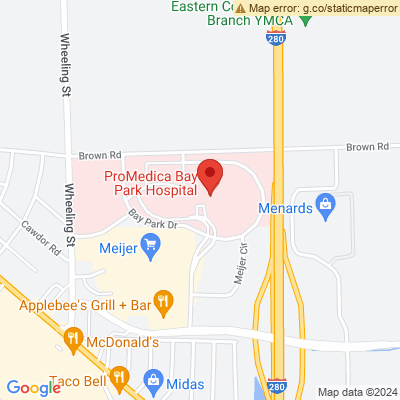 Eastern Co
Branch YMCA
Map error: g.co/staticmaperror
280
Wheeling St
Brown Rd
Brown Rd
ProMedica Bay
Park Hospital
Bay Park Dr
Menards
Wheeling St
Cawdor Rd
Meijer
Meijer Cir
Applebee's Grill + Bar
McDonald's
Taco Bell
Midas
280
Google
Map data ©2024